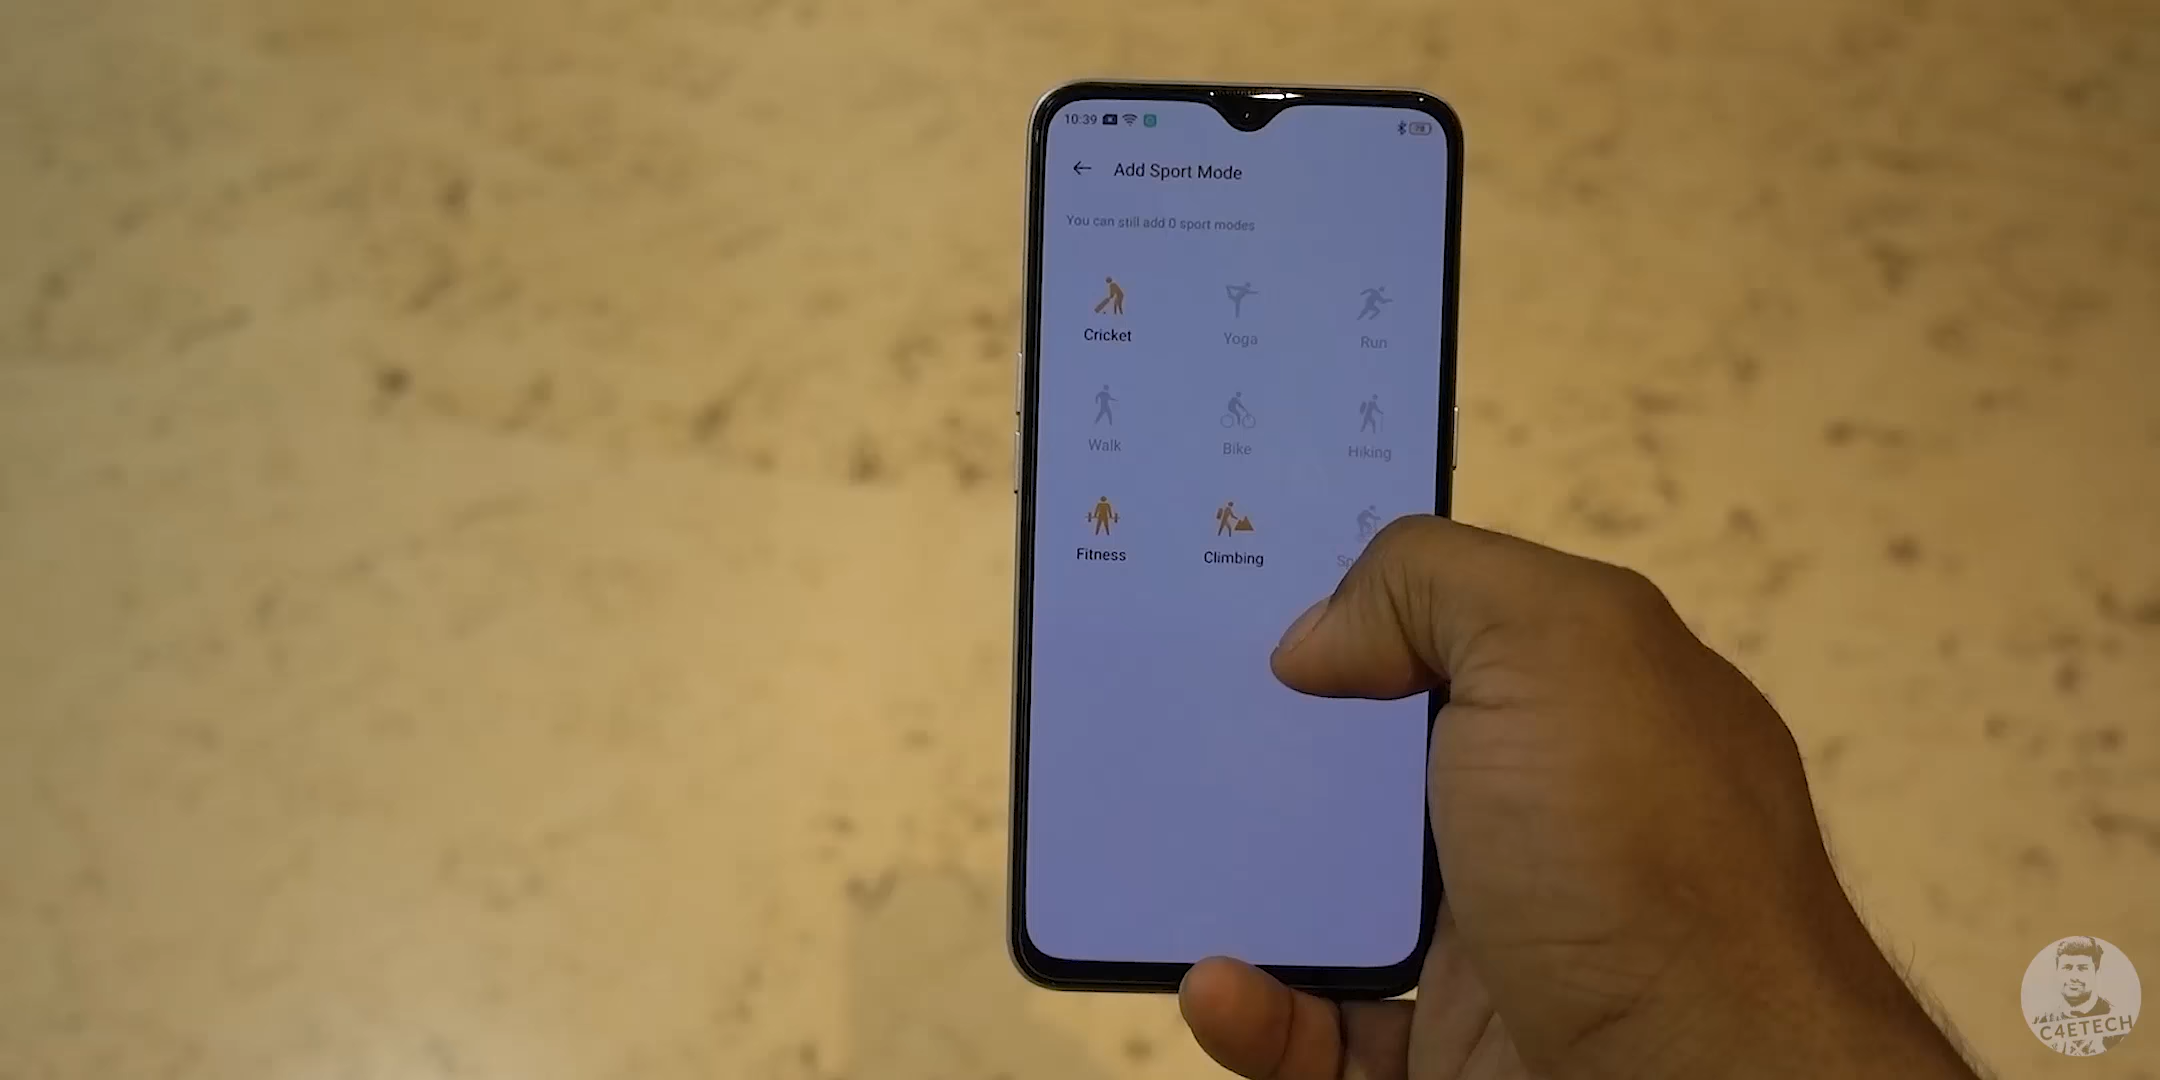 10:39
Add Sport Mode
You can still add 0 sport modes
Cricket
Yoga
Run
Walk
Bike
Hiking
Fitness
Climbing
C4ETECH